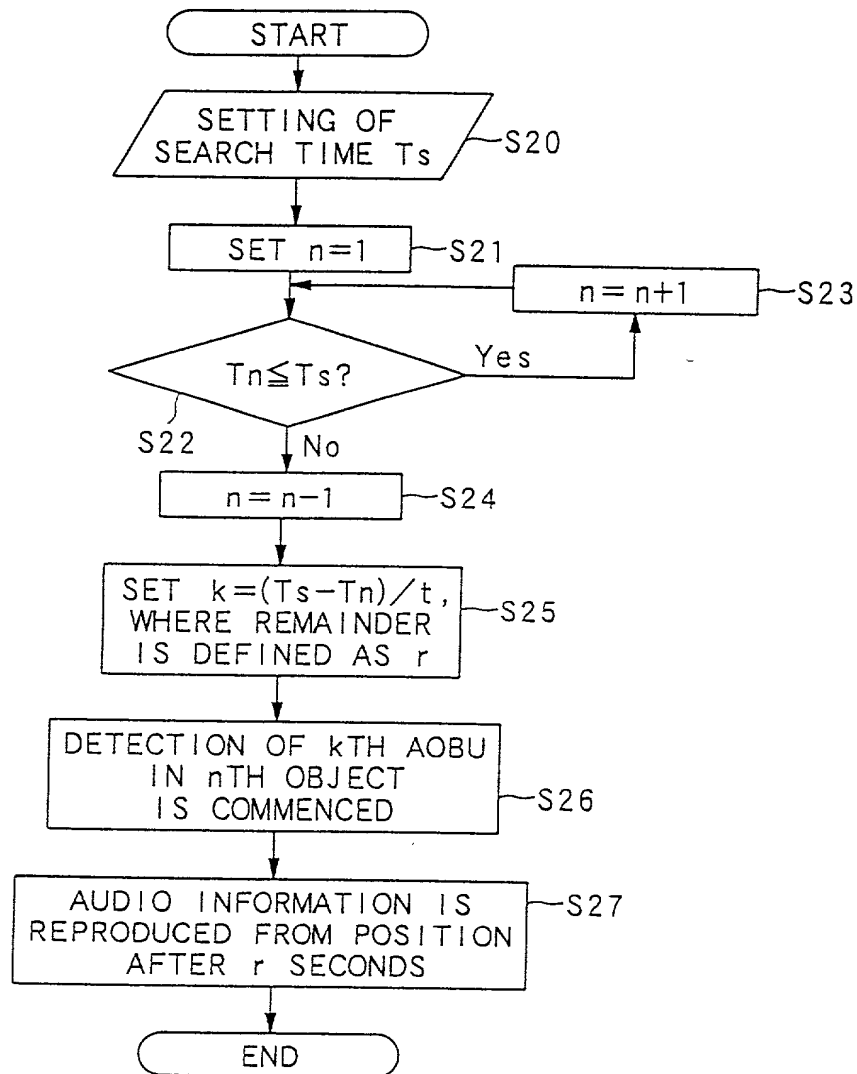 START
SETTING OF
SEARCH TIME Ts
S20
SET n=1
S21
n=n+1
S23
Tn≦Ts?
Yes
S22
No
n=n-1
S24
SET k=(Ts-Tn)/t,
WHERE REMAINDER
IS DEFINED AS r
S25
DETECTION OF kTH AOBU
IN nTH OBJECT
IS COMMENCED
S26
AUDIO INFORMATION IS
REPRODUCED FROM POSITION
AFTER r SECONDS
S27
END